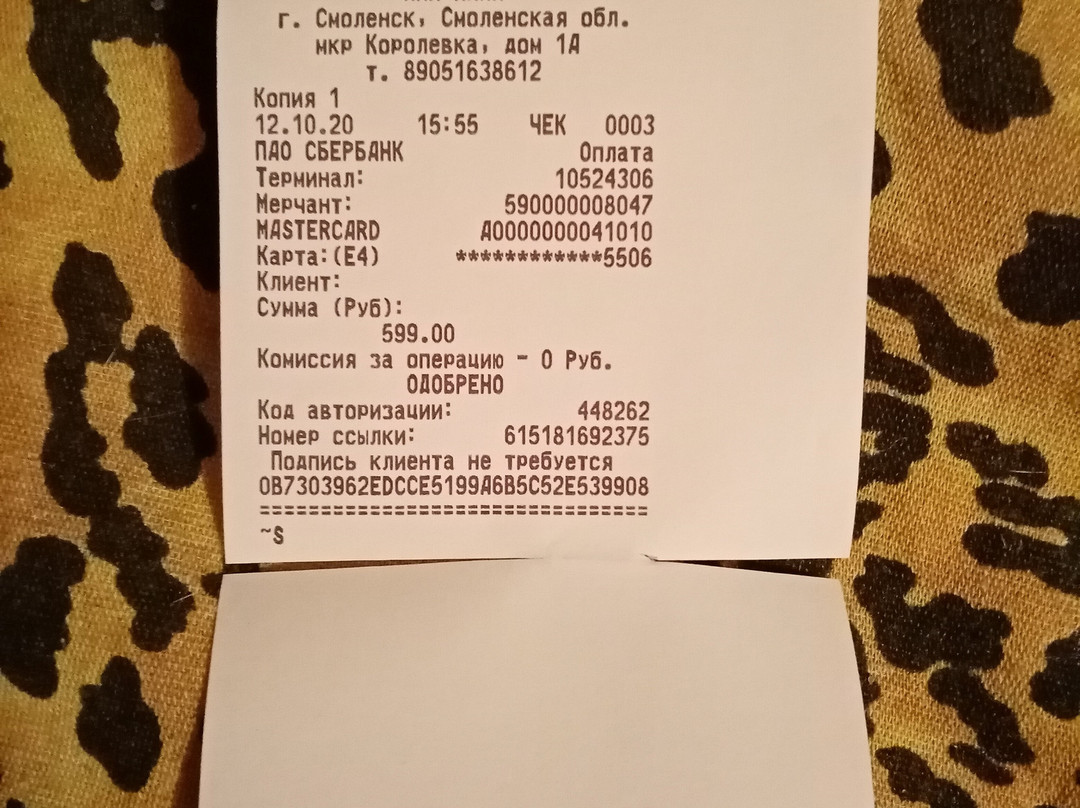 г. Смоленск, Смоленская обл.
мкр Королевка, дом 1А
т. 89051638612
Копия 1
12.10.20 15:55 ЧЕК 0003
ПАО СБЕРБАНК Оплата
Терминал: 10524306
Мерчант: 590000008047
MASTERCARD A0000000041010
Карта:(E4) ************5506
Клиент:
Сумма (Руб):
599.00
Комиссия за операцию - 0 Руб.
ОДОБРЕНО
Код авторизации: 448262
Номер ссылки: 615181692375
Подпись клиента не требуется
0B7303962EDCCE5199A6B5C52E539908
================================
~S